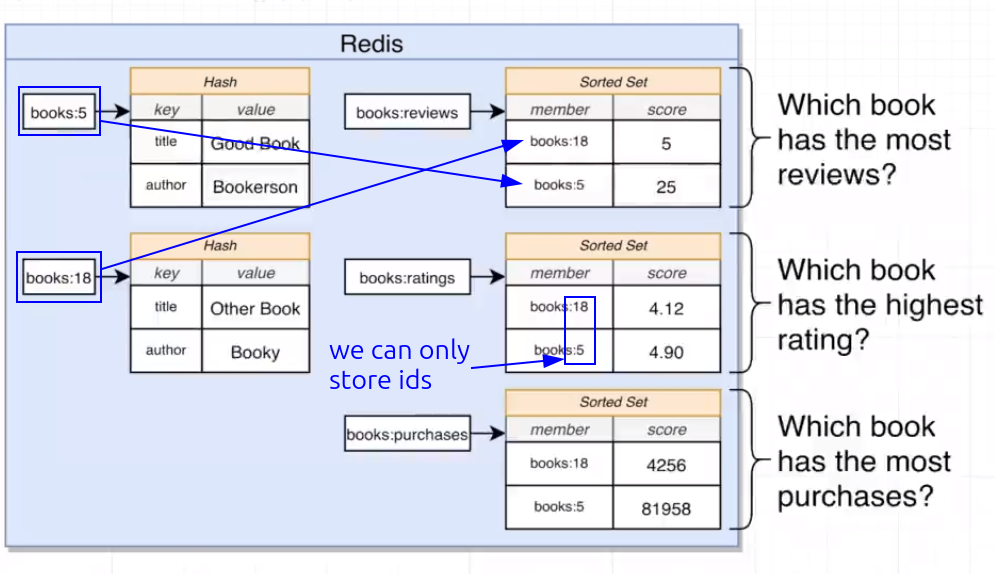 Redis
books:5
Hash
key value
title Good Book
author Bookerson
books:reviews
Sorted Set
member score
books:18 5
books:5 25
Which book
has the most
reviews?
books:18
Hash
key value
title Other Book
author Booky
books:ratings
Sorted Set
member score
books:18 4.12
books:5 4.90
Which book
has the highest
rating?
we can only
store ids
books:purchases
Sorted Set
member score
books:18 4256
books:5 81958
Which book
has the most
purchases?